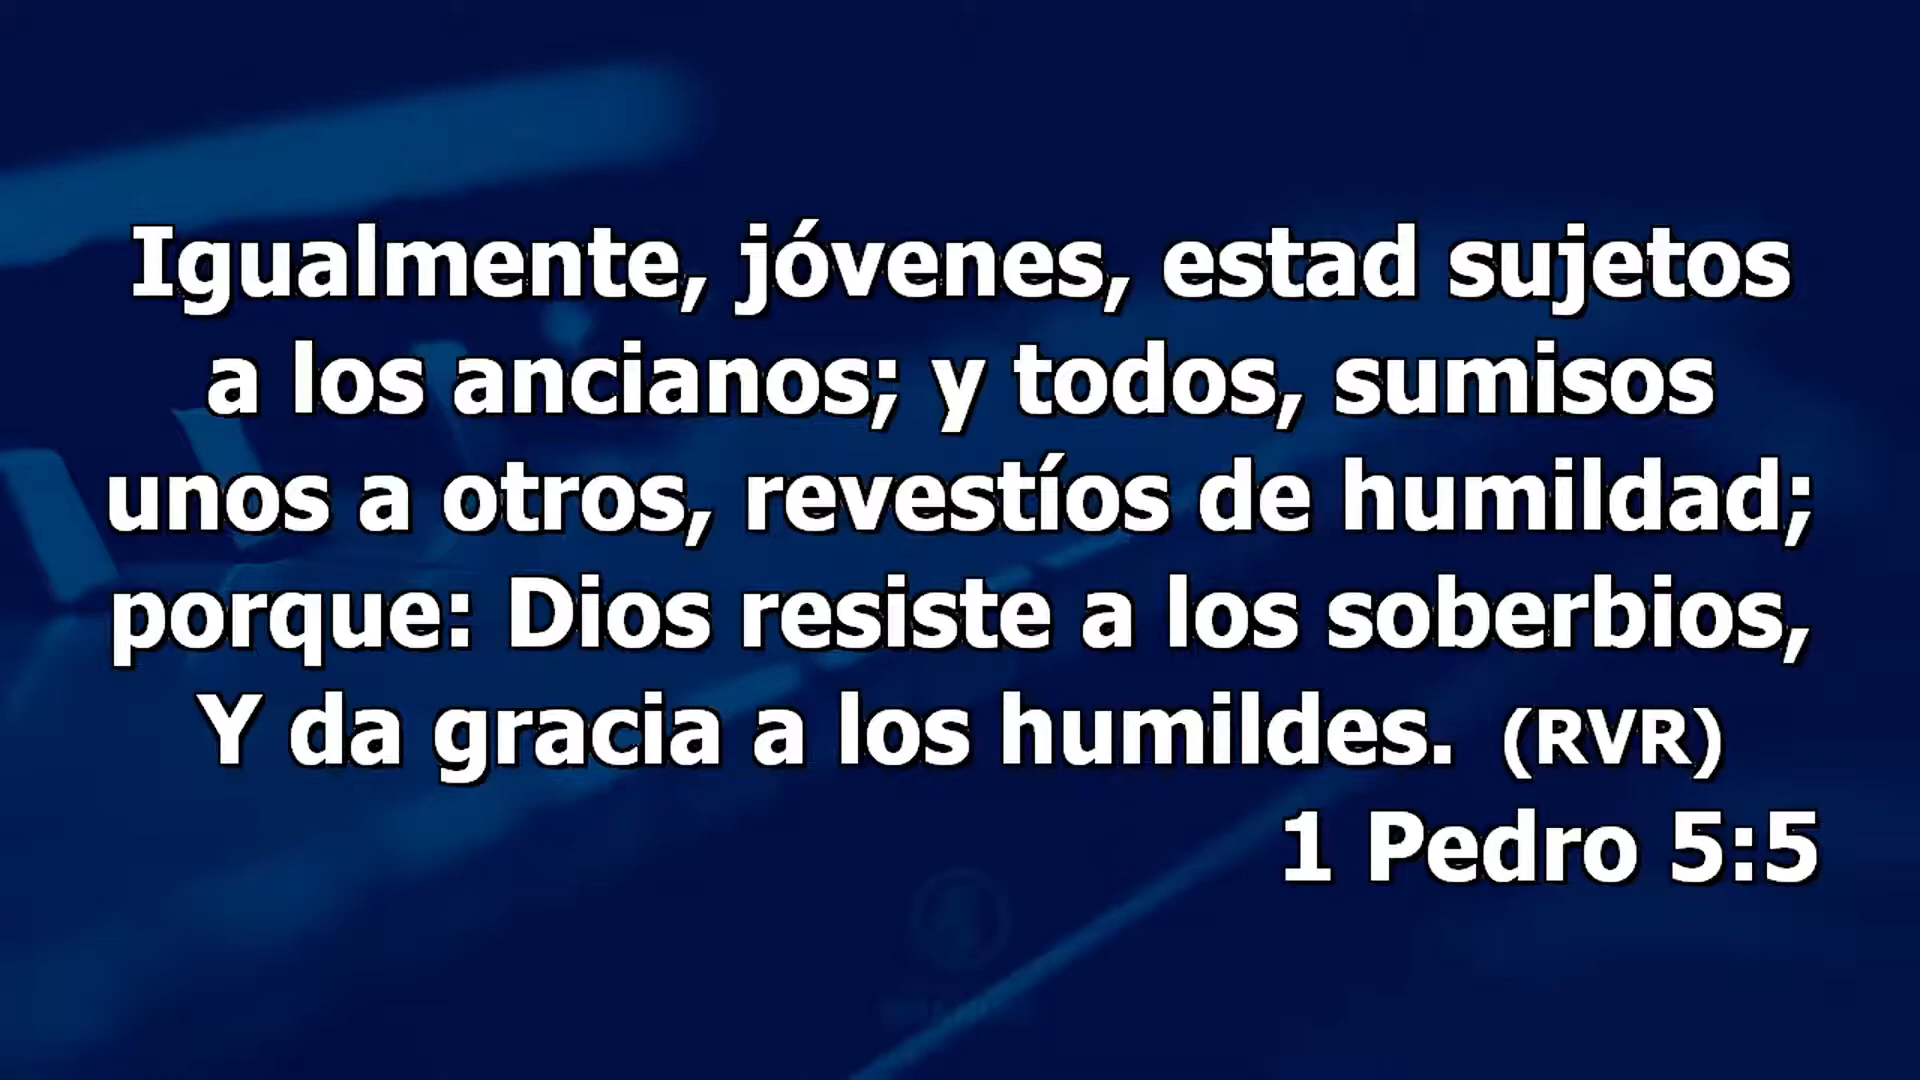 Igualmente, jóvenes, estad sujetos
a los ancianos; y todos, sumisos
unos a otros, revestíos de humildad;
porque: Dios resiste a los soberbios,
Y da gracia a los humildes. (RVR)
1 Pedro 5:5